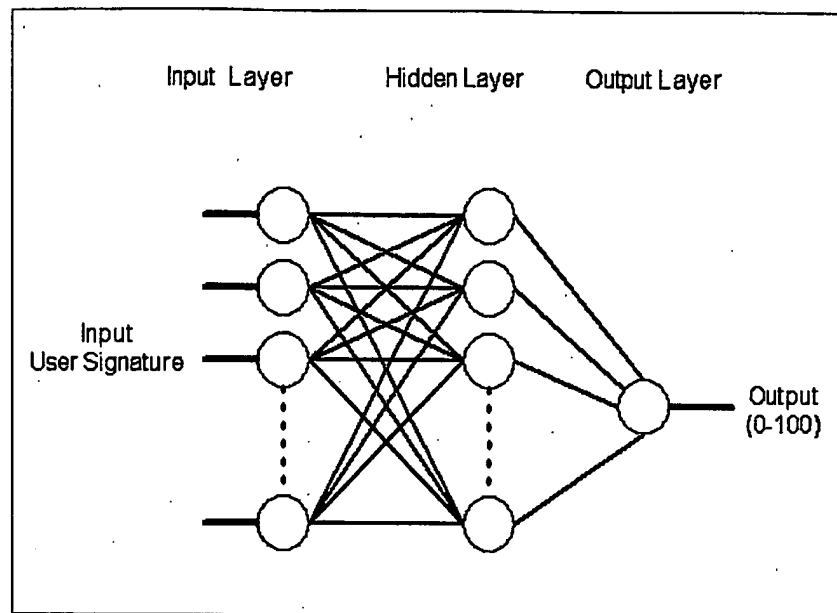 Input Layer
Hidden Layer
Output Layer
Input
User Signature
Output
(0-100)